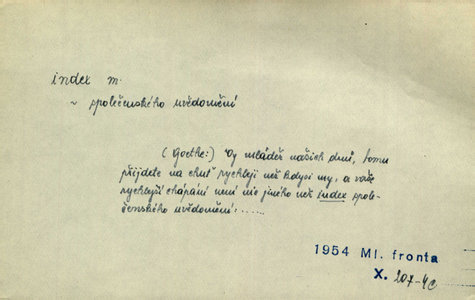 index m.
~ společenského uvědomění
(Goethe:) Vy mládež našich dnů, tomu
přijdete na chuť rychleji než kdysi my, a vaše
rychlejší chápání není nic jiného než index spole-
čenského uvědomění: .....
1954 Ml. fronta
X. 207-4c